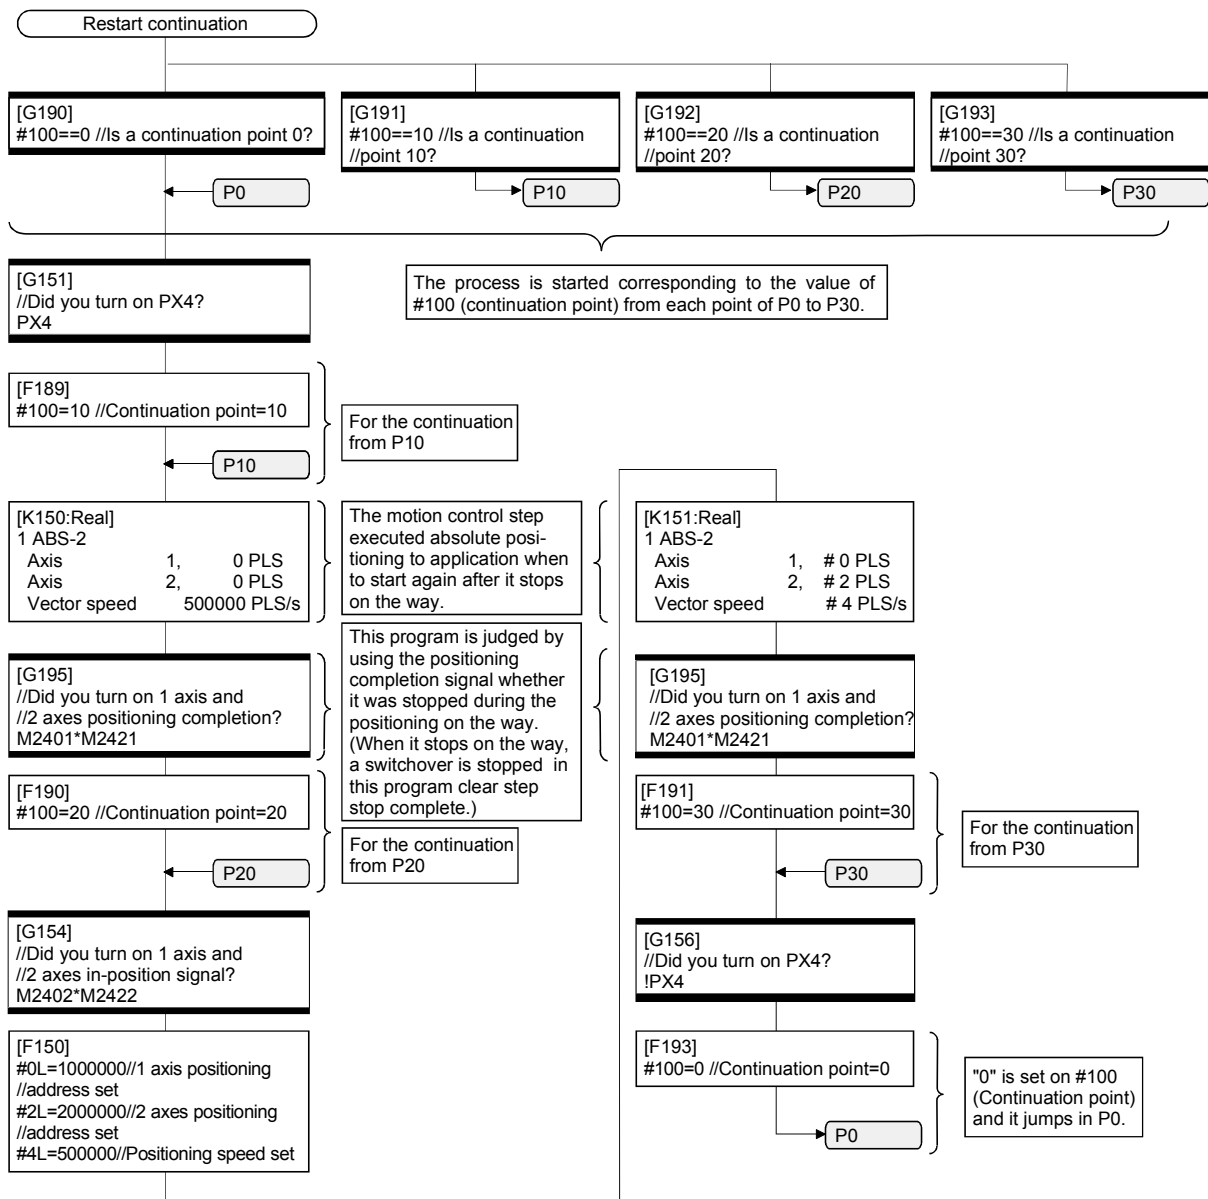 Restart continuation
[G190]
#100==0 //Is a continuation point 0?
[G191]
#100==10 //Is a continuation
//point 10?
[G192]
#100==20 //Is a continuation
//point 20?
[G193]
#100==30 //Is a continuation
//point 30?
P0
P10
P20
P30
The process is started corresponding to the value of
#100 (continuation point) from each point of P0 to P30.
[G151]
//Did you turn on PX4?
PX4
[F189]
#100=10 //Continuation point=10
For the continuation
from P10
P10
[K150:Real]
1 ABS-2
Axis 1, 0 PLS
Axis 2, 0 PLS
Vector speed 500000 PLS/s
The motion control step
executed absolute posi-
tioning to application when
to start again after it stops
on the way.
[G195]
//Did you turn on 1 axis and
//2 axes positioning completion?
M2401*M2421
This program is judged by
using the positioning
completion signal whether
it was stopped during the
positioning on the way.
(When it stops on the way,
a switchover is stopped in
this program clear step
stop complete.)
[F190]
#100=20 //Continuation point=20
For the continuation
from P20
P20
[G154]
//Did you turn on 1 axis and
//2 axes in-position signal?
M2402*M2422
[F150]
#0L=1000000//1 axis positioning
//address set
#2L=2000000//2 axes positioning
//address set
#4L=500000//Positioning speed set
[K151:Real]
1 ABS-2
Axis 1, # 0 PLS
Axis 2, # 2 PLS
Vector speed # 4 PLS/s
[G195]
//Did you turn on 1 axis and
//2 axes positioning completion?
M2401*M2421
[F191]
#100=30 //Continuation point=30
For the continuation
from P30
P30
[G156]
//Did you turn on PX4?
!PX4
[F193]
#100=0 //Continuation point=0
"0" is set on #100
(Continuation point)
and it jumps in P0.
P0